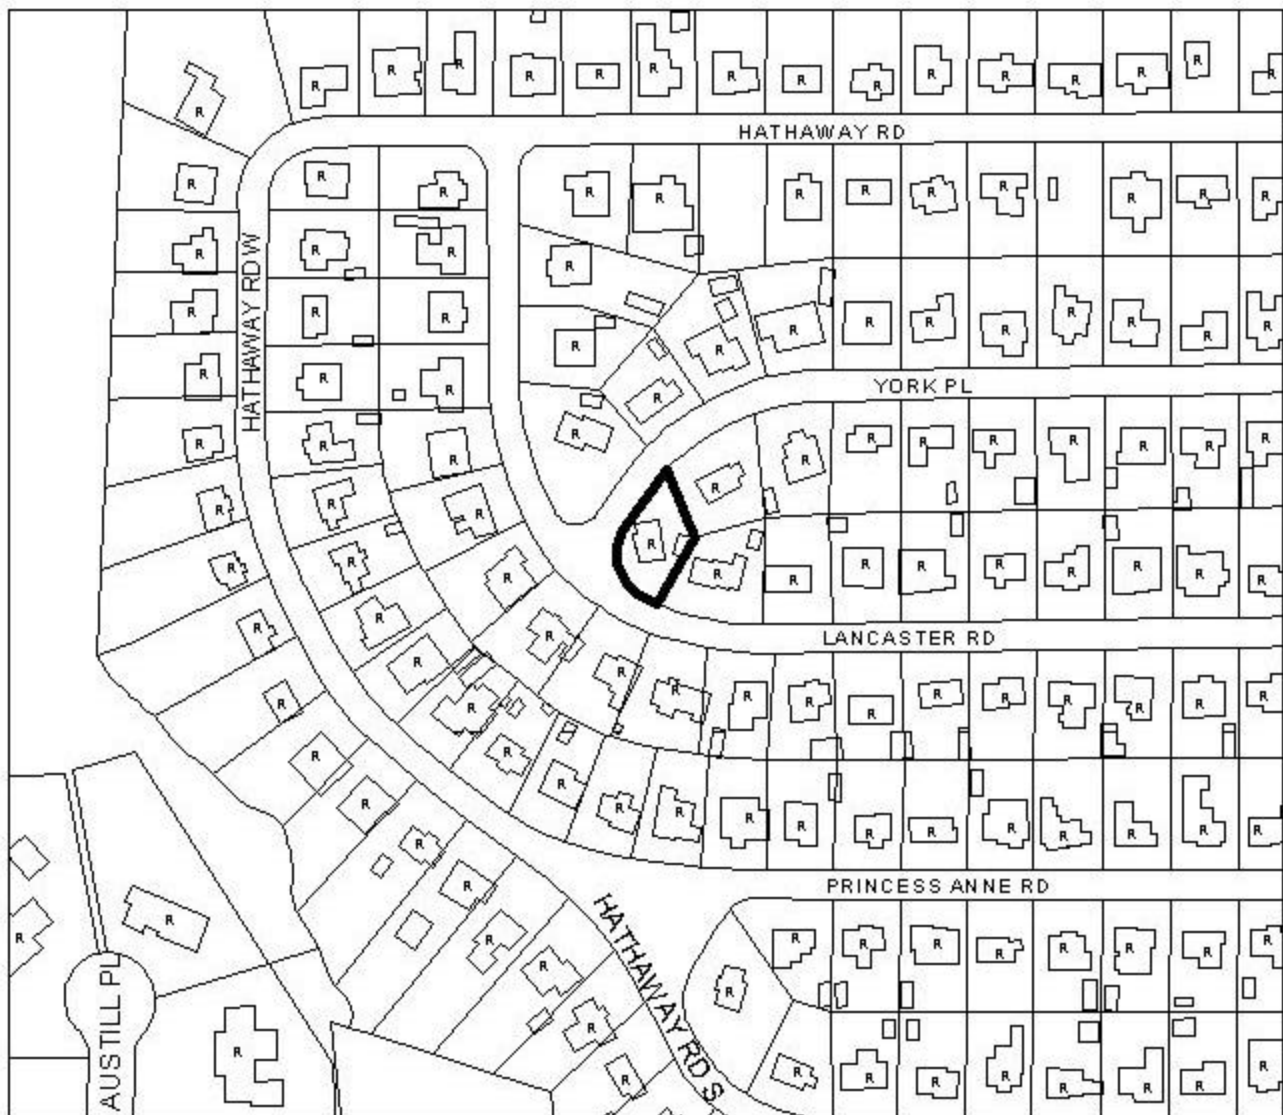 R R R R R R R R R R R R R R R R
HATHAWAY RD
R R R R R R R R R R R R
R R R R
HATHAWAY RD W
R R R R R R R R R R R R R
YORK PL
R R R R
R R R R R R R R R R R R R
R R R
R R R R R R R R R R R R R
R R R
LANCASTER RD
R R R R R R R R R R R R R R
R R
R R R R R R R R R R R R R
PRINCESS ANNE RD
R R
R R R R R R R R R R R
HATHAWAY RD S
R R
AUSTILL PL
R R R R R R R R R R R